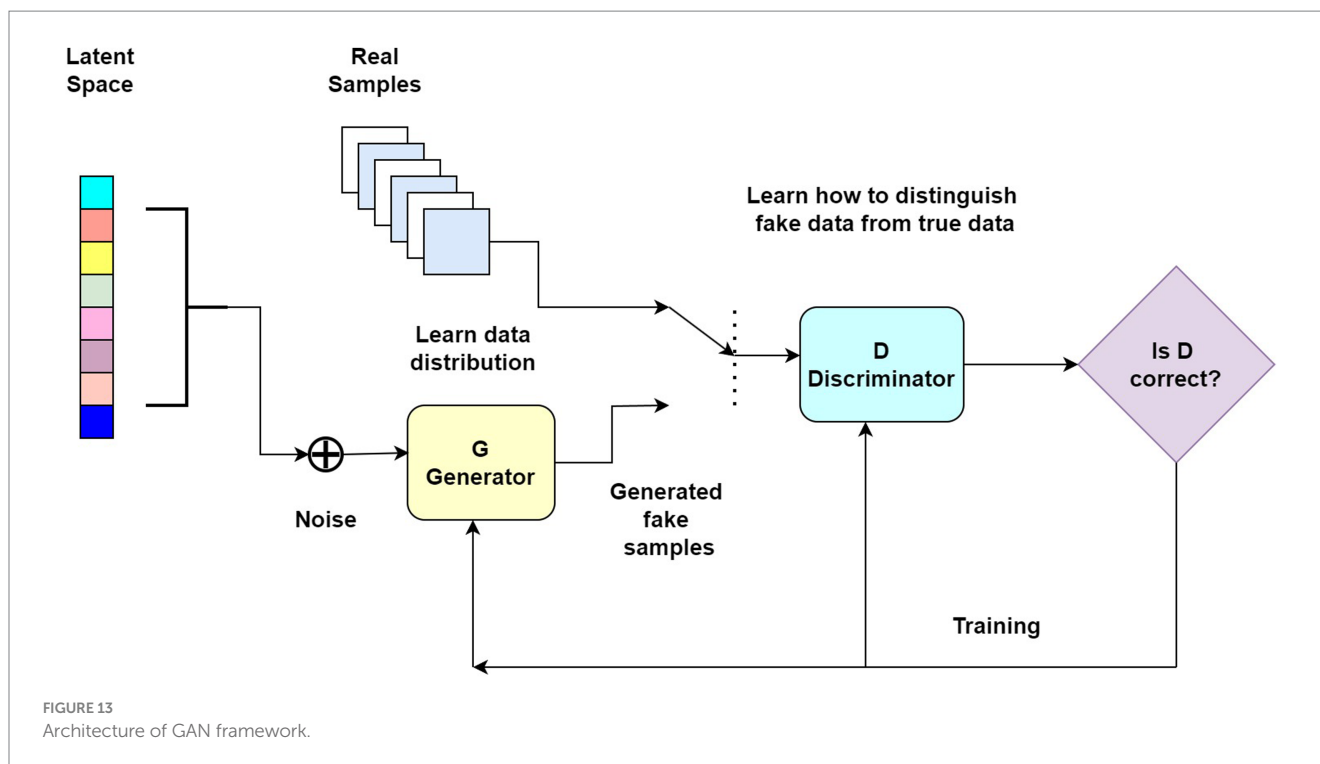 Latent
Space
Real
Samples
Learn how to distinguish
fake data from true data
Learn data
distribution
D
Discriminator
Is D
correct?
G
Generator
Noise
Generated
fake
samples
Training
FIGURE 13
Architecture of GAN framework.